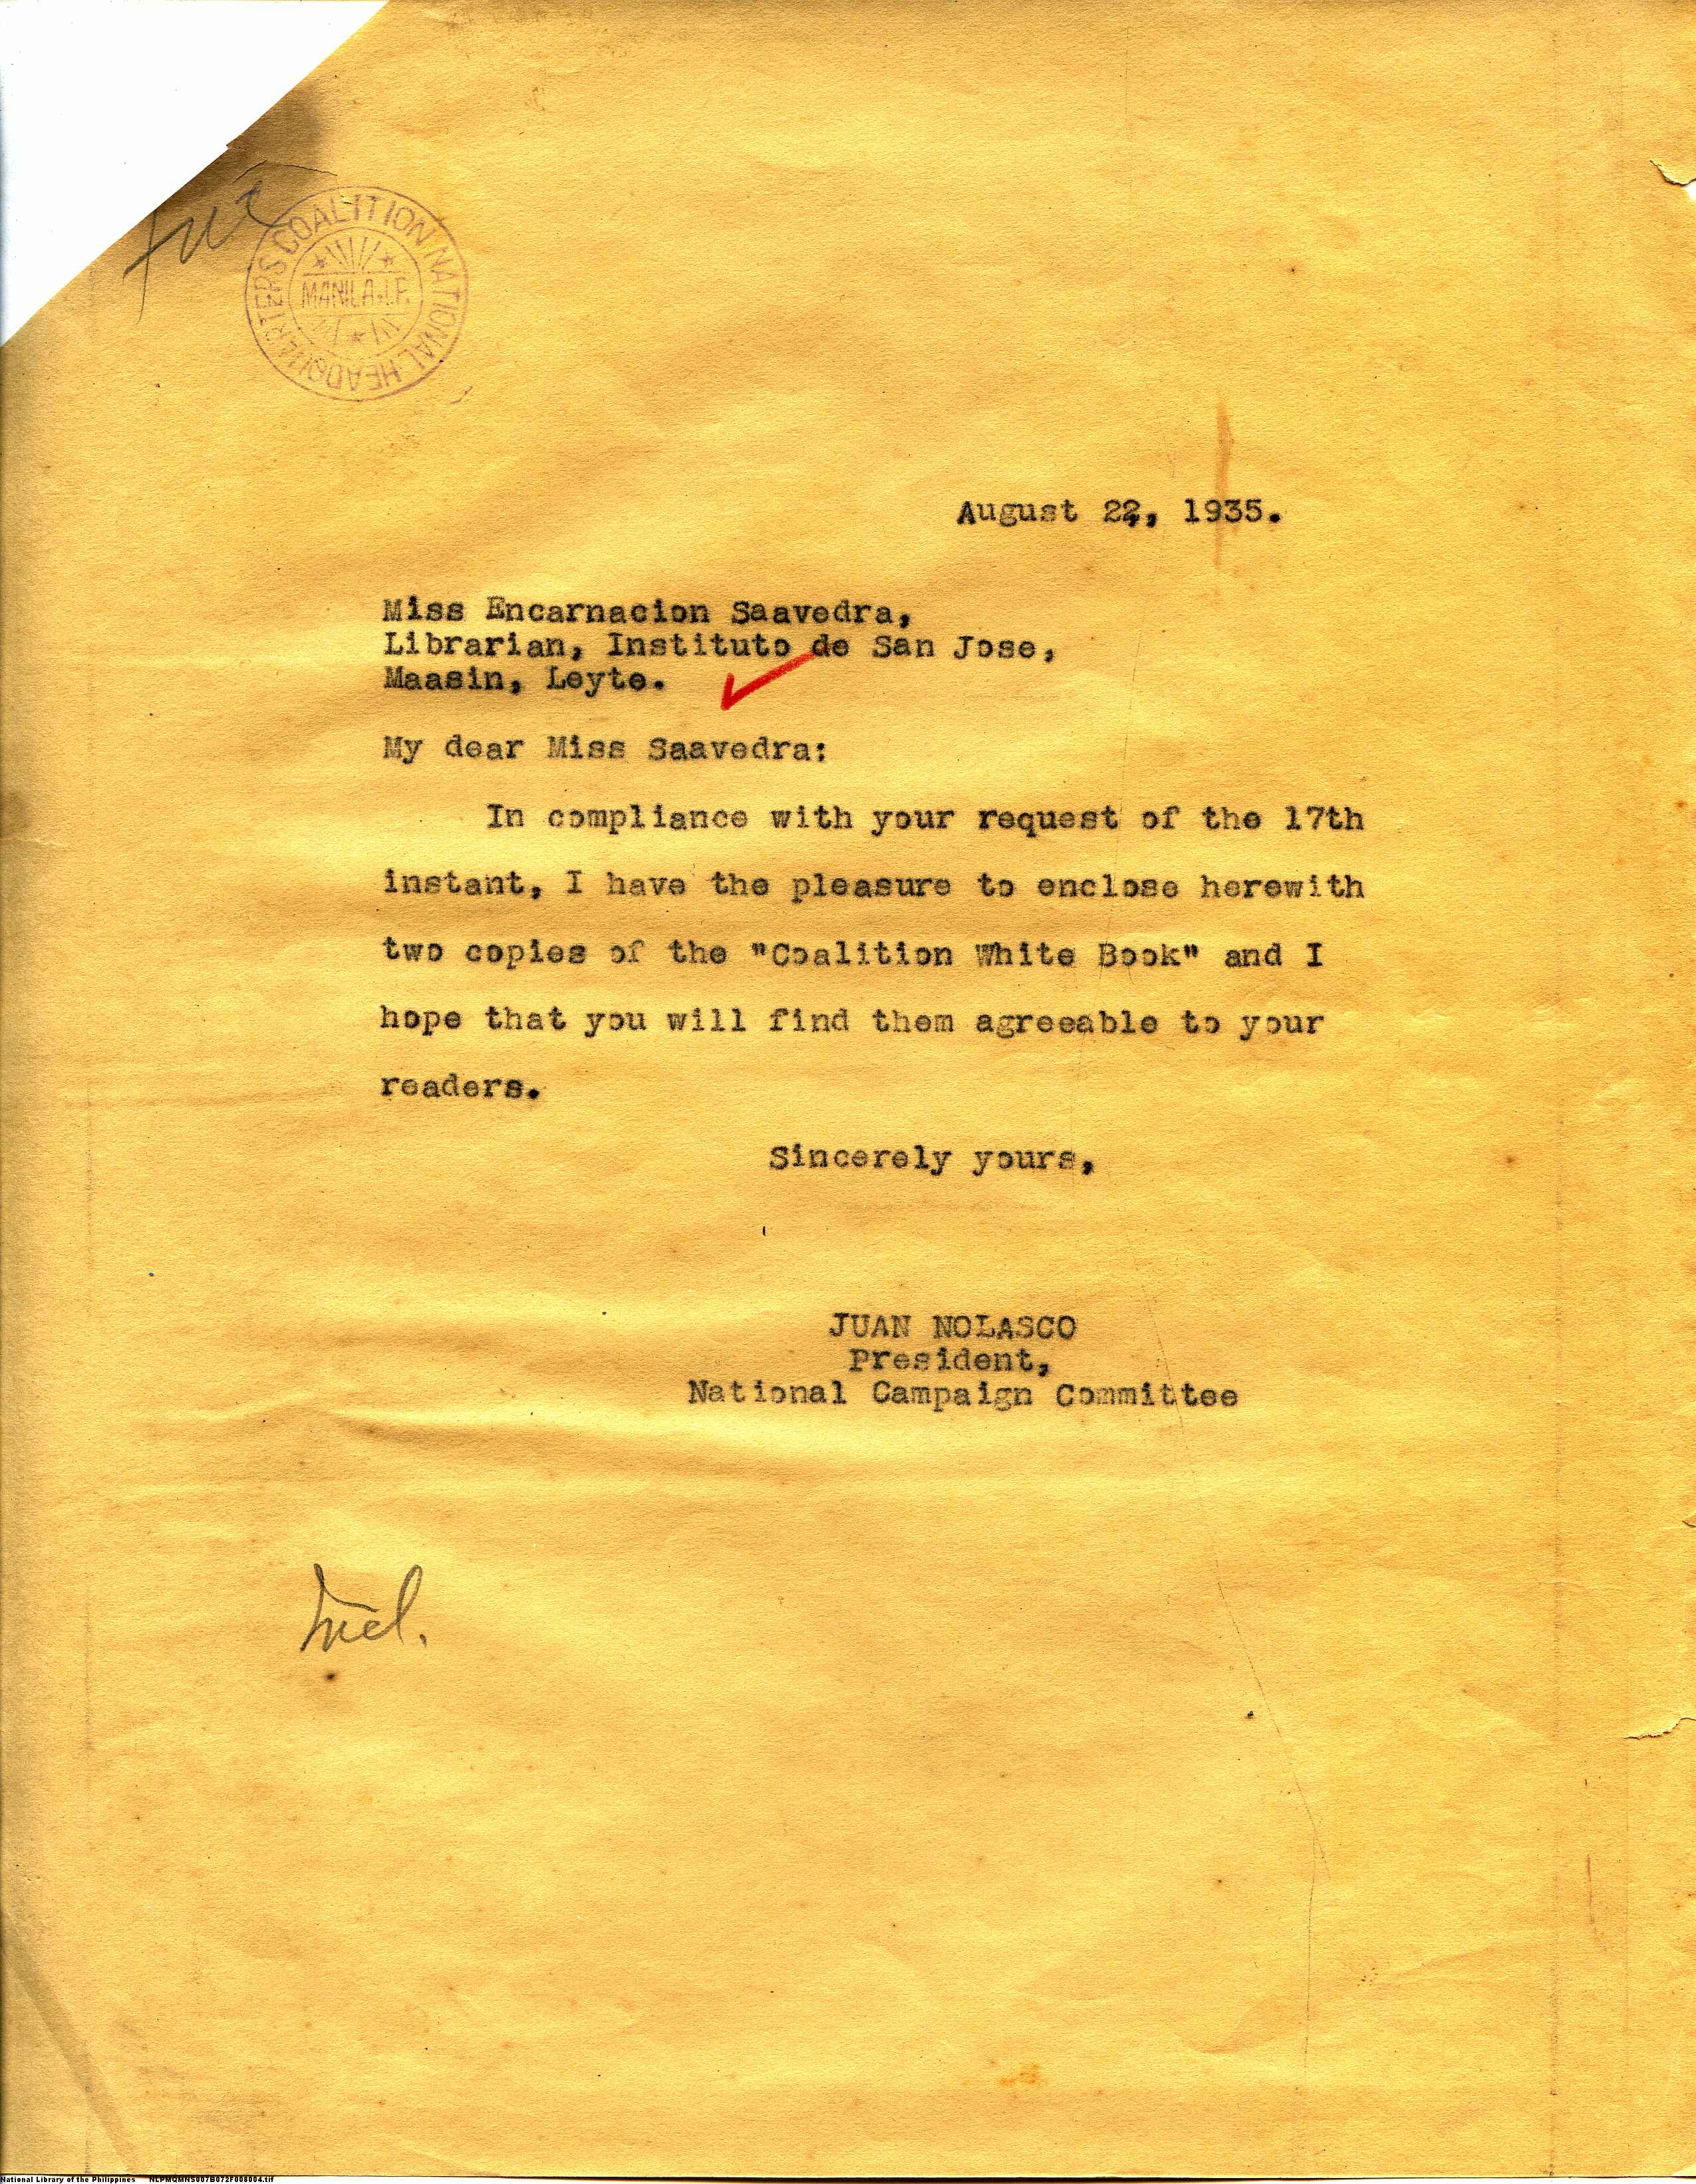 COALITION NATIONAL HEADQUARTERS
MANILA, I.F.
August 22, 1935.
Miss Encarnacion Saavedra,
Librarian, Instituto de San Jose,
Maasin, Leyte.
My dear Miss Saavedra:
In compliance with your request of the 17th
instant, I have the pleasure to enclose herewith
two copies of the "Coalition White Book" and I
hope that you will find them agreeable to your
readers.
Sincerely yours,
JUAN NOLASCO
President,
National Campaign Committee
Incl.
National Library of the Philippines